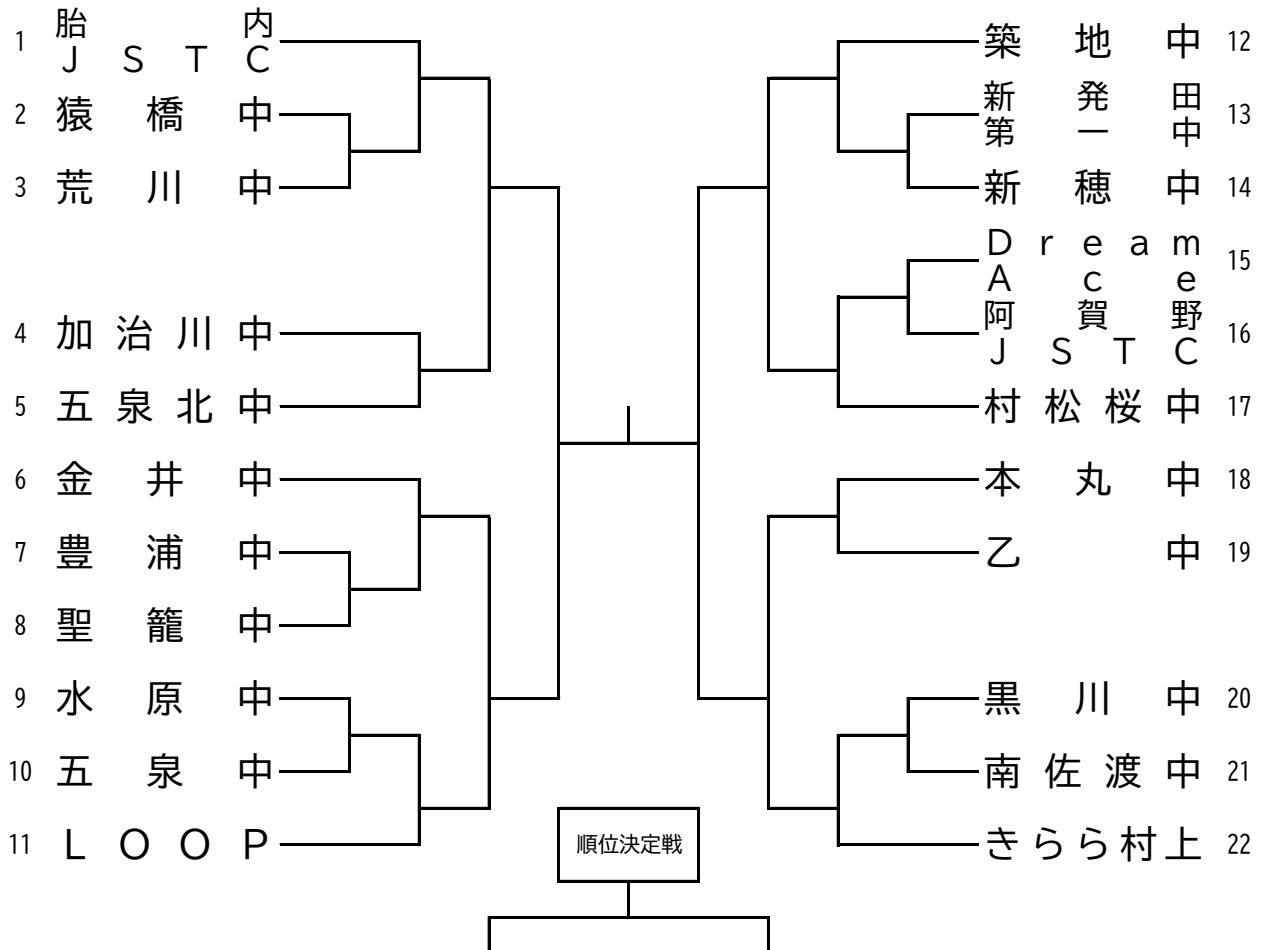 1 胎内
JSTC
2 猿橋中
3 荒川中
4 加治川中
5 五泉北中
6 金井中
7 豊浦中
8 聖籠中
9 水原中
10 五泉中
11 LOOP
築地中 12
新発田
第一中 13
新穂中 14
Dream
Ace 15
阿賀野
JSTC 16
村松桜中 17
本丸中 18
乙中 19
黒川中 20
南佐渡中 21
きらら村上 22
順位決定戦